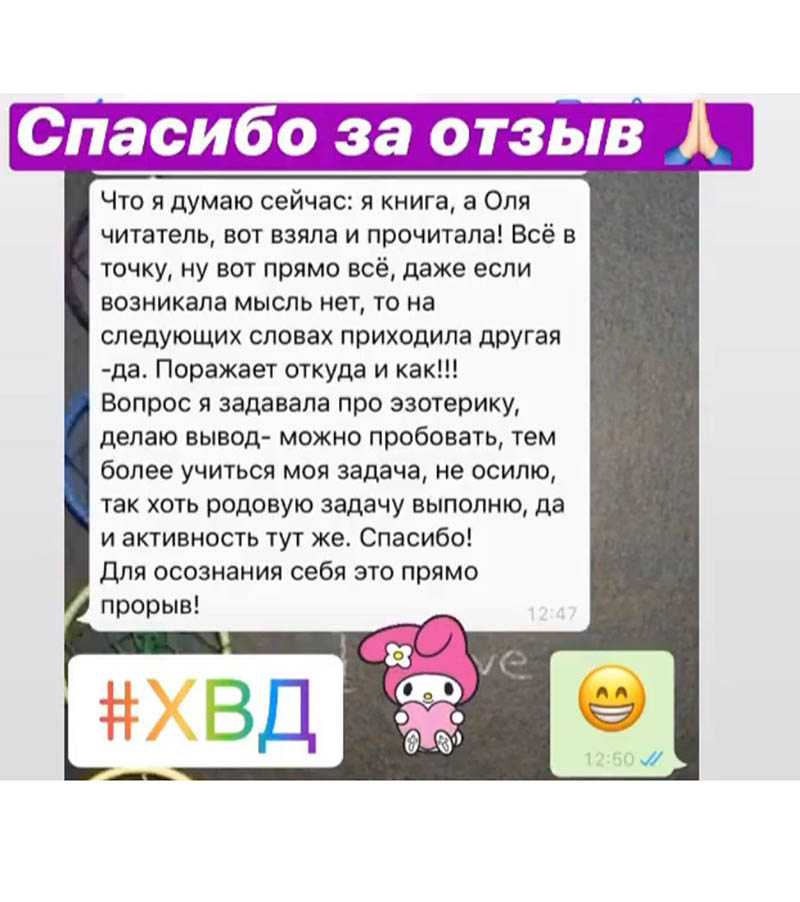 Спасибо за отзыв 🙏🏻
Что я думаю сейчас: я книга, а Оля
читатель, вот взяла и прочитала! Всё в
точку, ну вот прямо всё, даже если
возникала мысль нет, то на
следующих словах приходила другая
-да. Поражает откуда и как!!!
Вопрос я задавала про эзотерику,
делаю вывод- можно пробовать, тем
более учиться моя задача, не осилю,
так хоть родовую задачу выполню, да
и активность тут же. Спасибо!
Для осознания себя это прямо
прорыв!
12:47
#ХВД
😁
12:50